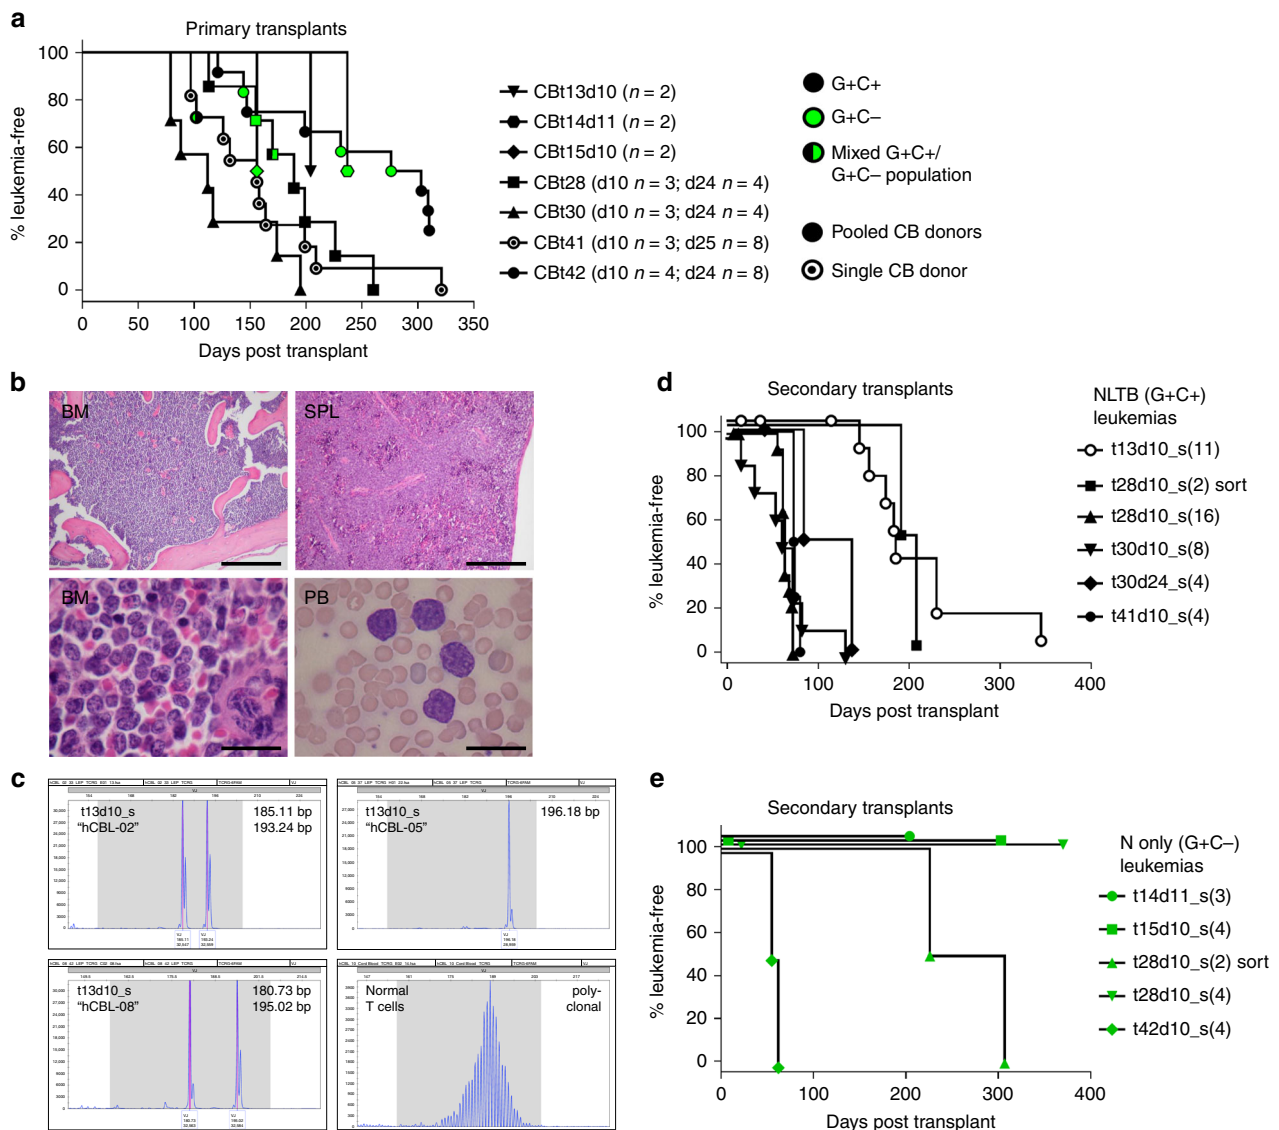 a
Primary transplants
100
80
60
40
20
0
% leukemia-free
0 50 100 150 200 250 300 350
Days post transplant
CBt13d10 (n = 2)
CBt14d11 (n = 2)
CBt15d10 (n = 2)
CBt28 (d10 n = 3; d24 n = 4)
CBt30 (d10 n = 3; d24 n = 4)
CBt41 (d10 n = 3; d25 n = 8)
CBt42 (d10 n = 4; d24 n = 8)
G+C+
G+C–
Mixed G+C+/
G+C– population
Pooled CB donors
Single CB donor
b
BM
SPL
BM
PB
c
t13d10_s
"hCBL-02"
185.11 bp
193.24 bp
t13d10_s
"hCBL-05"
196.18 bp
t13d10_s
"hCBL-08"
180.73 bp
195.02 bp
Normal
T cells
poly-
clonal
d
Secondary transplants
100
80
60
40
20
0
% leukemia-free
0 100 200 300 400
Days post transplant
NLTB (G+C+)
leukemias
t13d10_s(11)
t28d10_s(2) sort
t28d10_s(16)
t30d10_s(8)
t30d24_s(4)
t41d10_s(4)
e
Secondary transplants
100
80
60
40
20
0
% leukemia-free
0 100 200 300 400
Days post transplant
N only (G+C–)
leukemias
t14d11_s(3)
t15d10_s(4)
t28d10_s(2) sort
t28d10_s(4)
t42d10_s(4)